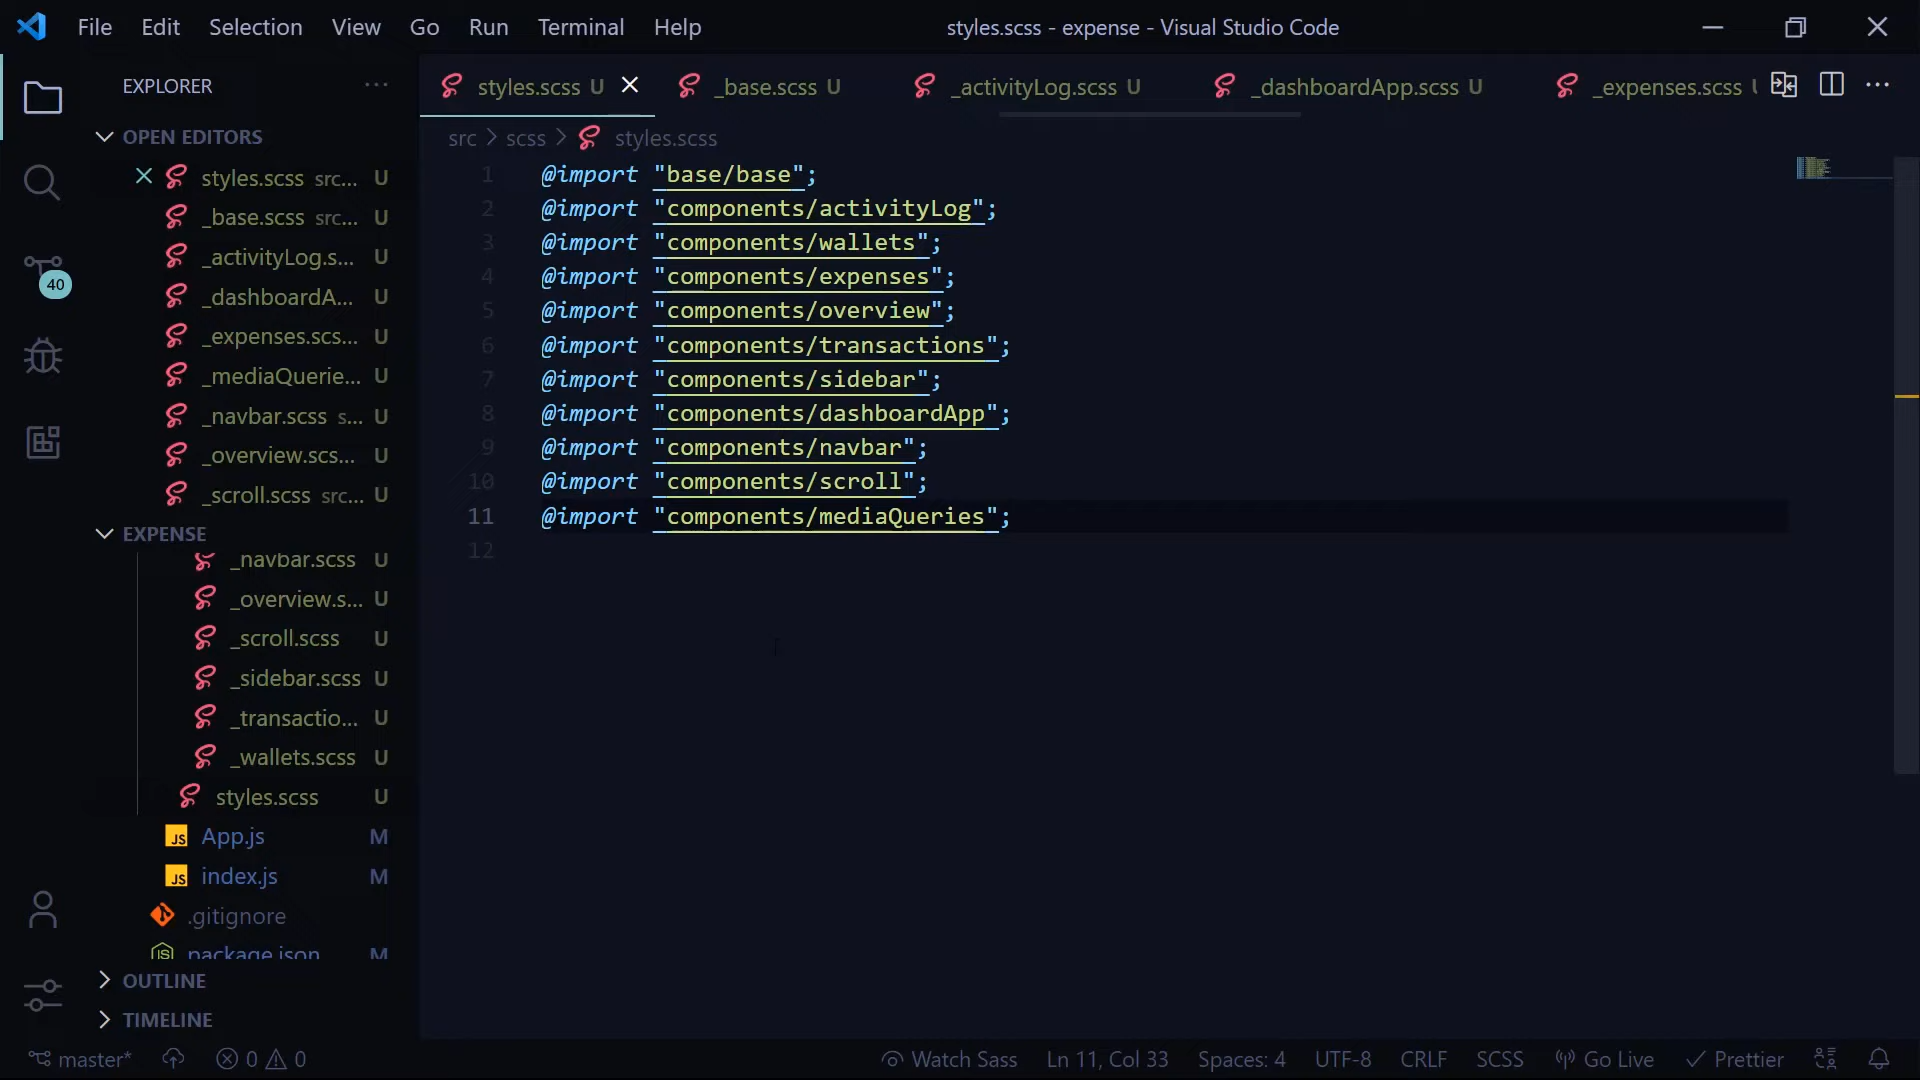 File Edit Selection View Go Run Terminal Help styles.scss - expense - Visual Studio Code
EXPLORER ···
styles.scss U _base.scss U _activityLog.scss U _dashboardApp.scss U _expenses.scss
OPEN EDITORS
src > scss > styles.scss
styles.scss src... U
_base.scss src... U
_activityLog.s... U
_dashboardA... U
_expenses.scs... U
_mediaQuerie... U
_navbar.scss s... U
_overview.scs... U
_scroll.scss src... U
EXPENSE
_navbar.scss U
_overview.s... U
_scroll.scss U
_sidebar.scss U
_transactio... U
_wallets.scss U
styles.scss U
JS App.js M
JS index.js M
.gitignore
package.json M
OUTLINE
TIMELINE
40
1 @import "base/base";
2 @import "components/activityLog";
3 @import "components/wallets";
4 @import "components/expenses";
5 @import "components/overview";
6 @import "components/transactions";
7 @import "components/sidebar";
8 @import "components/dashboardApp";
9 @import "components/navbar";
10 @import "components/scroll";
11 @import "components/mediaQueries";
12
master* 0 0 Watch Sass Ln 11, Col 33 Spaces: 4 UTF-8 CRLF SCSS Go Live Prettier